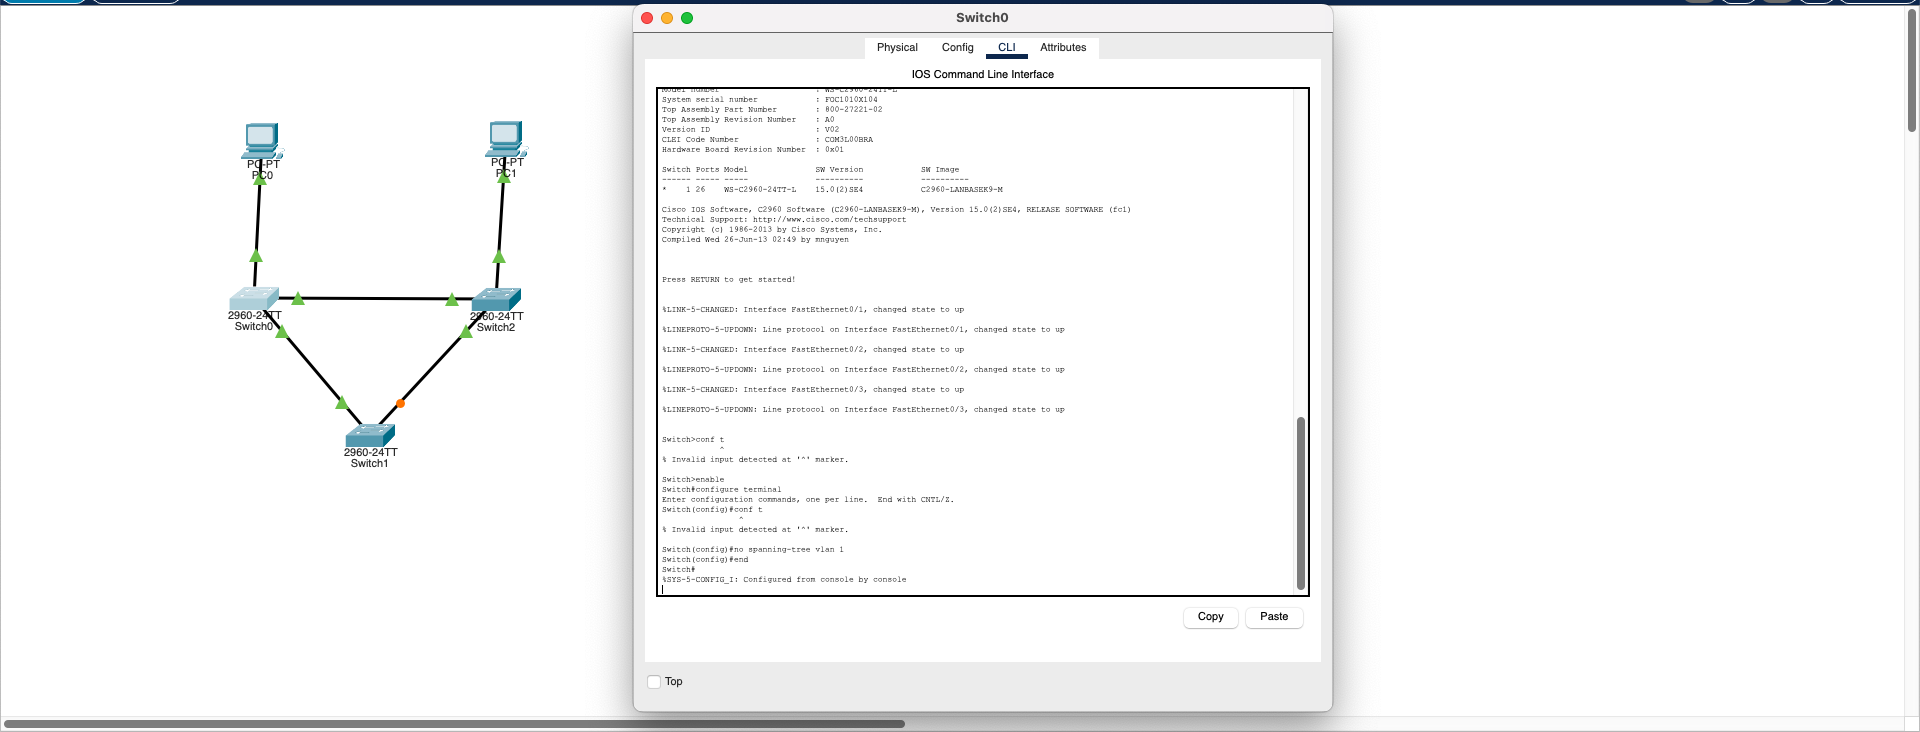 Switch0
Physical Config CLI Attributes
IOS Command Line Interface
Model number : WS-C2960-24TT-L
System serial number : FOC1010X104
Top Assembly Part Number : 800-27221-02
Top Assembly Revision Number : A0
Version ID : V02
CLEI Code Number : COM3L00BRA
Hardware Board Revision Number : 0x01
Switch Ports Model SW Version SW Image
------ ----- ----- ---------- ----------
* 1 26 WS-C2960-24TT-L 15.0(2)SE4 C2960-LANBASEK9-M
Cisco IOS Software, C2960 Software (C2960-LANBASEK9-M), Version 15.0(2)SE4, RELEASE SOFTWARE (fc1)
Technical Support: http://www.cisco.com/techsupport
Copyright (c) 1986-2013 by Cisco Systems, Inc.
Compiled Wed 26-Jun-13 02:49 by mnguyen
Press RETURN to get started!
%LINK-5-CHANGED: Interface FastEthernet0/1, changed state to up
%LINEPROTO-5-UPDOWN: Line protocol on Interface FastEthernet0/1, changed state to up
%LINK-5-CHANGED: Interface FastEthernet0/2, changed state to up
%LINEPROTO-5-UPDOWN: Line protocol on Interface FastEthernet0/2, changed state to up
%LINK-5-CHANGED: Interface FastEthernet0/3, changed state to up
%LINEPROTO-5-UPDOWN: Line protocol on Interface FastEthernet0/3, changed state to up
Switch>conf t
^
% Invalid input detected at '^' marker.
Switch>enable
Switch#configure terminal
Enter configuration commands, one per line. End with CNTL/Z.
Switch(config)#conf t
^
% Invalid input detected at '^' marker.
Switch(config)#no spanning-tree vlan 1
Switch(config)#end
Switch#
%SYS-5-CONFIG_I: Configured from console by console
Copy Paste
Top
PC-PT
PC0
PC-PT
PC1
2960-24TT
Switch0
2960-24TT
Switch2
2960-24TT
Switch1